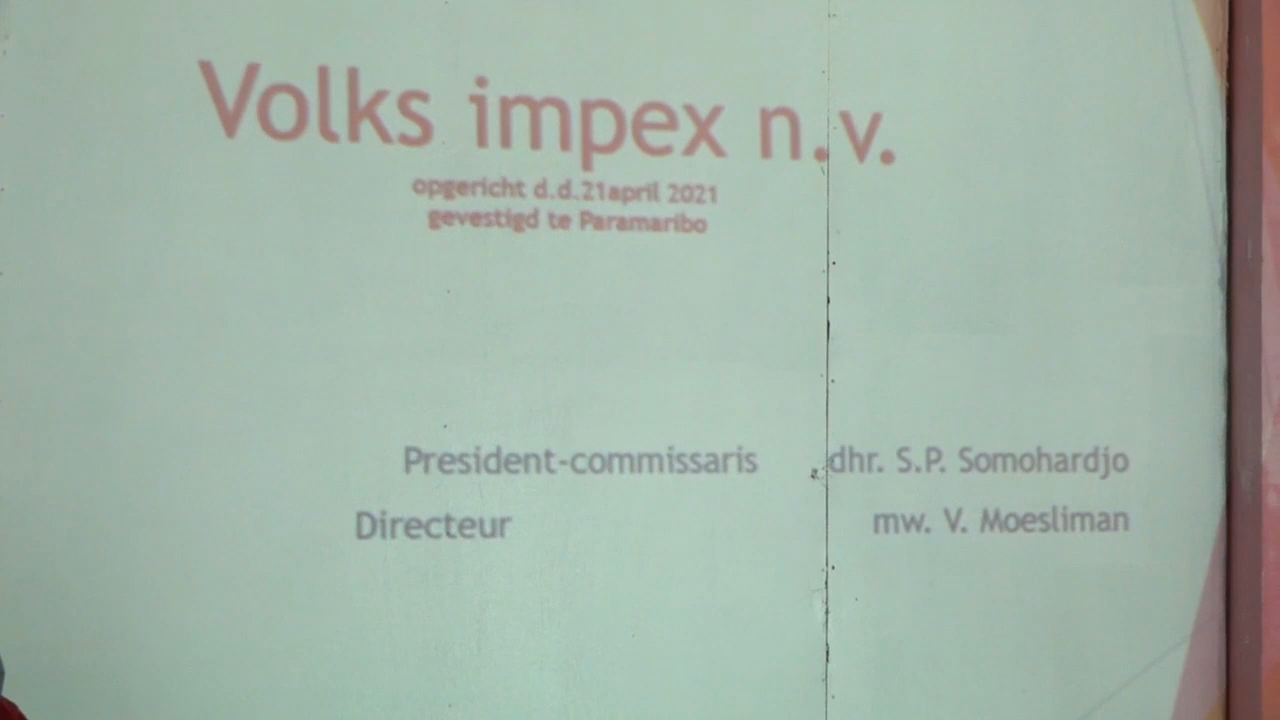 Volks impex n.v.
opgericht d.d.21april 2021
gevestigd te Paramaribo
President-commissaris dhr. S.P. Somohardjo
Directeur mw. V. Moesliman